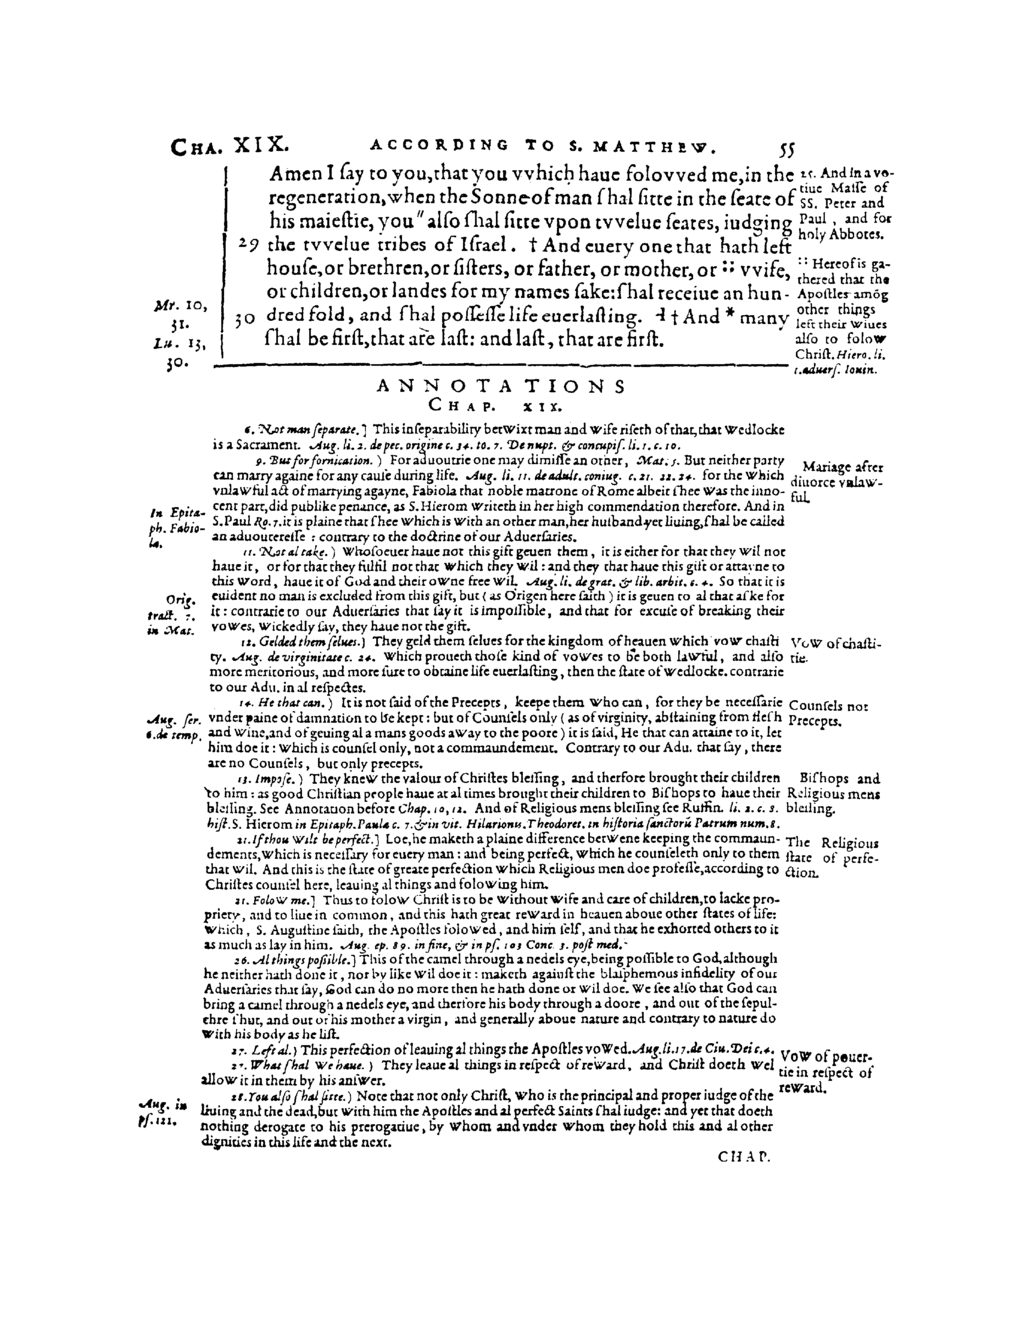 CHA. XIX. ACCORDING TO S. MATTHEW. 55
Amen I ſay to you, that you vvhich haue folovved me, in the
regeneration, when the Sonne of man ſhal ſitte in the ſeate of
his maieſtie, you " alſo ſhal ſitte vpon tvvelue ſeates, iudging
29 the tvvelue tribes of Iſrael. † And euery one that hath left
houſe, or brethren, or ſiſters, or father, or mother, or :: vvife,
or children, or landes for my names ſake: ſhal receiue an hun-
30 dred fold, and ſhal poſſeſſe life euerlaſting. ⊣ † And * many
ſhal be firſt, that are laſt: and laſt, that are firſt.
And in a vo-
tiue Maſſe of
SS. Peter and
Paul, and for
holy Abbotes.
:: Hereof is ga-
thered that the
Apoſtles amōg
other things
left their wiues
alſo to folow
Chriſt. Hiero. li.
1. aduerſ. Iouin.
Mr. 10,
31.
Lu. 13,
30.
ANNOTATIONS
CHAP. XIX.
6. Not man ſeparate.] This inſeparability betwixt man and wife riſeth of that, that Wedlocke
is a Sacrament. Aug. li. 2. de pec. origine c. 34. to. 7. De nupt. & concupiſ. li. 1. c. 10.
9. But for fornication.) For aduoutrie one may dimiſſe an other, Mat. 5. But neither party
can marry againe for any cauſe during life. Aug. li. 11. de adult. coniug. c. 21. 22. 24. for the which
vnlawful act of marrying agayne, Fabiola that noble matrone of Rome albeit ſhee was the inno-
cent part, did publike penance, as S. Hierom writeth in her high commendation therefore. And in
S. Paul Ro. 7. it is plaine that ſhee which is with an other man, her huſband yet liuing, ſhal be called
an aduoutereſſe: contrary to the doctrine of our Aduerſaries.
Mariage after
diuorce vnlaw-
ful.
In Epita-
ph. Fabio-
la.
11. Not al take.) Whoſoeuer haue not this gift geuen them, it is either for that they wil not
haue it, or for that they fulfil not that which they wil: and they that haue this gift or attayne to
this word, haue it of God and their owne free wil. Aug. li. de grat. & lib. arbit. c. 4. So that it is
euident no man is excluded from this gift, but (as Origen here ſaith) it is geuen to al that aſke for
it: contrarie to our Aduerſaries that ſay it is impoſſible, and that for excuſe of breaking their
vowes, wickedly ſay, they haue not the gift.
Orig.
tract. 7.
in Mat.
12. Gelded them ſelues.) They geld them ſelues for the kingdom of heauen which vow chaſti
ty. Aug. de virginitate c. 24. Which proueth thoſe kind of vowes to be both lawful, and alſo
more meritorious, and more ſure to obtaine life euerlaſting, then the ſtate of wedlocke. contrarie
to our Adu. in al reſpectes.
Vow of chaſti-
tie.
14. He that can.) It is not ſaid of the Precepts, keepe them who can, for they be neceſſarie
vnder paine of damnation to be kept: but of Counſels only (as of virginity, abſtaining from fleſh
and wine, and of geuing al a mans goods away to the poore) it is ſaid, He that can attaine to it, let
him doe it: which is counſel only, not a commaundement. Contrary to our Adu. that ſay, there
are no Counſels, but only precepts.
Counſels not
Precepts.
Aug. ſer.
6. de temp.
13. Impoſe.) They knew the valour of Chriſtes bleſſing, and therfore brought their children
to him: as good Chriſtian people haue at al times brought their children to Biſhops to haue their
bleſſing. See Annotation before Chap. 10, 12. And of Religious mens bleſſing ſee Ruffin. li. 2. c. 8.
hiſt. S. Hierom in Epitaph. Paula c. 7. & in vit. Hilarionu. Theodoret. in hiſtoria ſanctorū Patrum num. 8.
Biſhops and
Religious mens
bleſſing.
21. If thou wilt be perfect.] Loe, he maketh a plaine difference betwene keeping the commaun-
dements, which is neceſſary for euery man: and being perfect, which he counſeleth only to them
that wil. And this is the ſtate of greate perfection which Religious men doe profeſſe, according to
Chriſtes counſel here, leauing al things and folowing him.
The Religious
ſtate of perfe-
ction.
21. Folow me.] Thus to folow Chriſt is to be without wife and care of children, to lacke pro-
priety, and to liue in common, and this hath great reward in heauen aboue other ſtates of life:
which, S. Auguſtine ſaith, the Apoſtles folowed, and him ſelf, and that he exhorted others to it
as much as lay in him. Aug. ep. 89. in fine, & in pſ. 103 Conc. 3. poſt med.
26. Al things poſſible.] This of the camel through a nedels eye, being poſſible to God, although
he neither hath done it, nor by like wil doe it: maketh againſt the blaſphemous infidelity of our
Aduerſaries that ſay, God can do no more then he hath done or wil doe. We ſee alſo that God can
bring a camel through a nedels eye, and therfore his body through a doore, and out of the ſepul-
chre ſhut, and out of his mother a virgin, and generally aboue nature and contrary to nature do
with his body as he liſt.
27. Left al.) This perfection of leauing al things the Apoſtles vowed. Aug. li. 17. de Ciu. Dei c. 4.
27. What ſhal we haue.) They leaue al things in reſpect of reward, and Chriſt doeth wel
allow it in them by his anſwer.
Vow of pouer-
tie in reſpect of
reward.
28. You alſo ſhal ſitte.) Note that not only Chriſt, who is the principal and proper iudge of the
liuing and the dead, but with him the Apoſtles and al perfect Saints ſhal iudge: and yet that doeth
nothing derogate to his prerogatiue, by whom and vnder whom they hold this and al other
dignities in this life and the next.
Aug. in
pſ. 121.
CHAP.